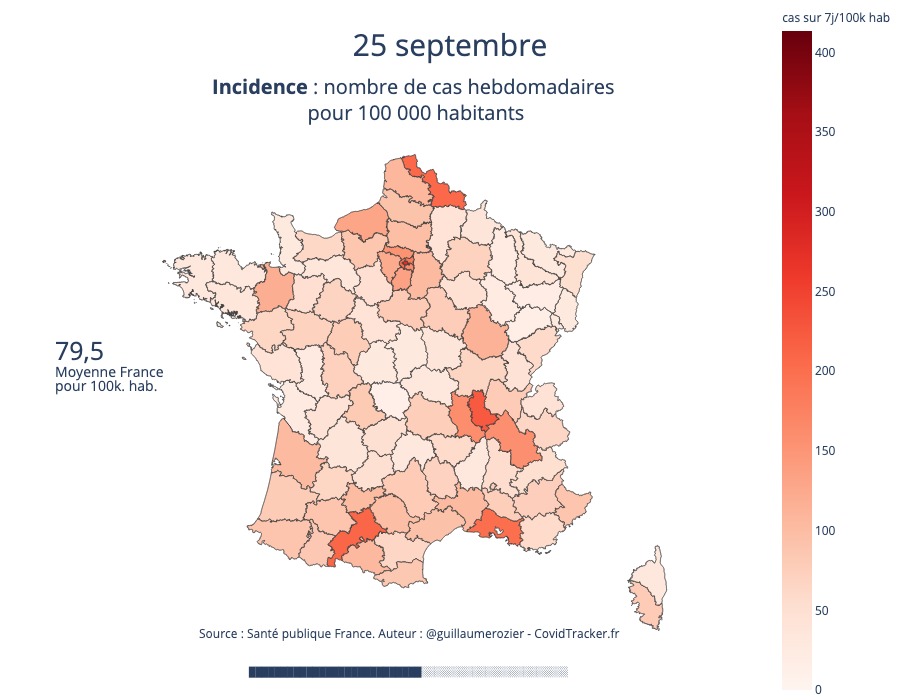 cas sur 7j/100k hab
25 septembre
Incidence : nombre de cas hebdomadaires
pour 100 000 habitants
400
350
300
250
200
150
100
50
0
79,5
Moyenne France
pour 100k. hab.
Source : Santé publique France. Auteur : @guillaumerozier - CovidTracker.fr